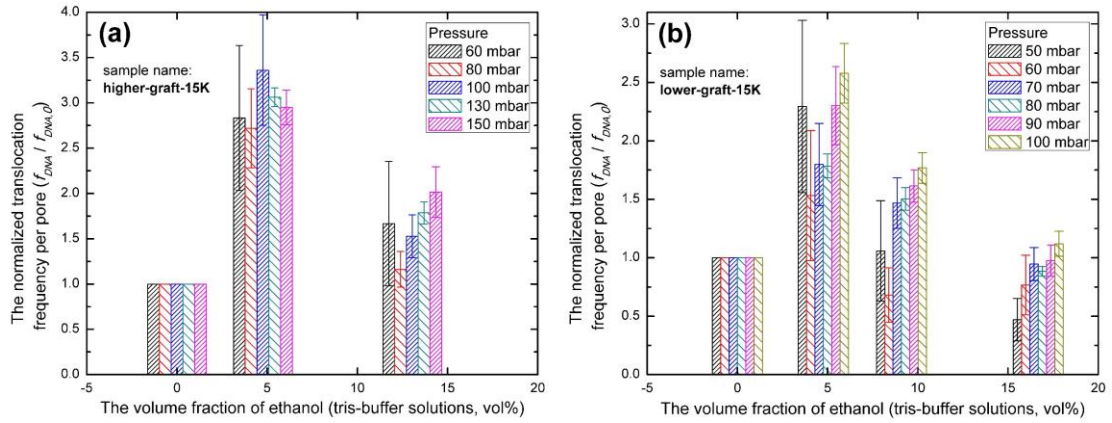 (a)
sample name:
higher-graft-15K
Pressure
60 mbar
80 mbar
100 mbar
130 mbar
150 mbar
The normalized translocation
frequency per pore (f_DNA / f_DNA,0)
4.0
3.5
3.0
2.5
2.0
1.5
1.0
0.5
0.0
-5 0 5 10 15 20
The volume fraction of ethanol (tris-buffer solutions, vol%)
(b)
sample name:
lower-graft-15K
Pressure
50 mbar
60 mbar
70 mbar
80 mbar
90 mbar
100 mbar
The normalized translocation
frequency per pore (f_DNA / f_DNA,0)
3.0
2.5
2.0
1.5
1.0
0.5
0.0
-5 0 5 10 15 20
The volume fraction of ethanol (tris-buffer solutions, vol%)